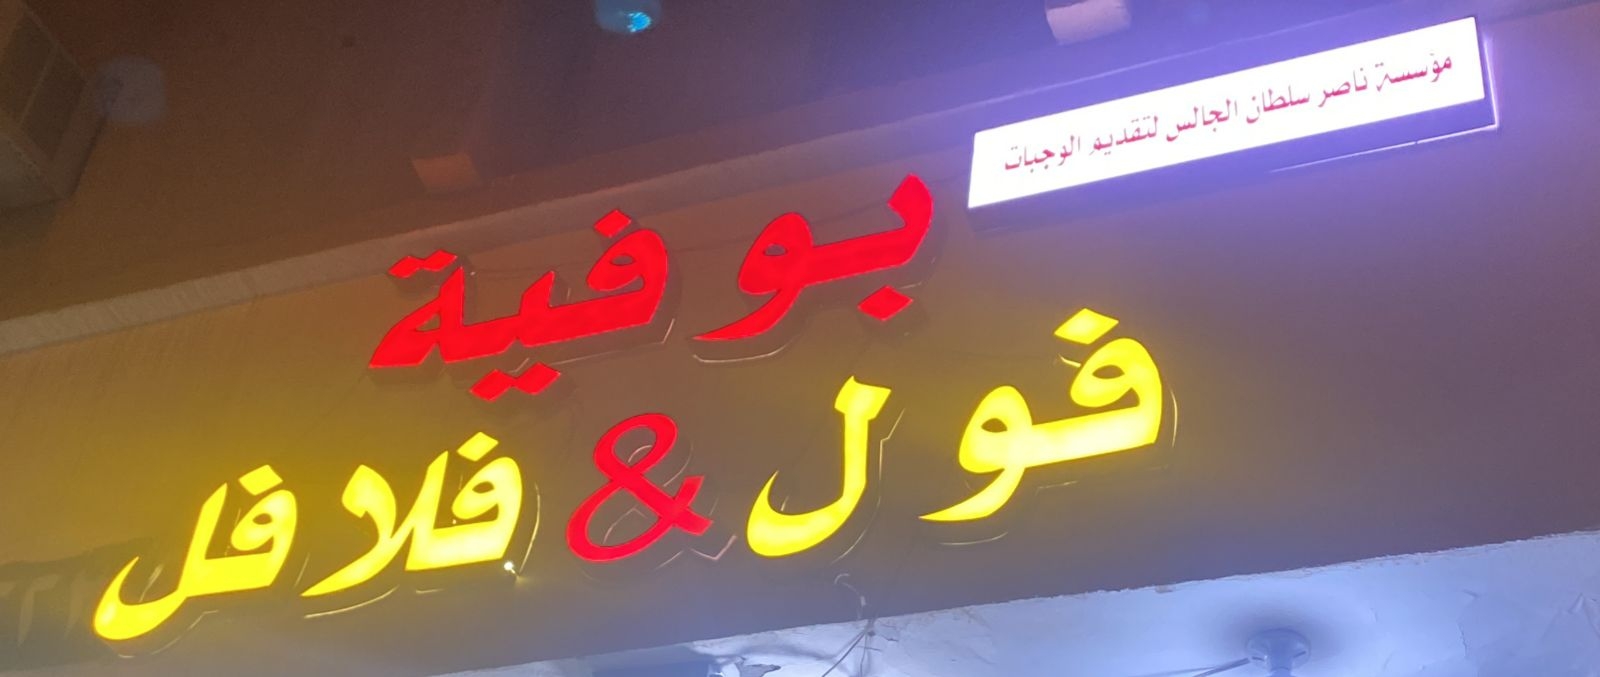 مؤسسة ناصر سلطان الجالس لتقديم الوجبات
بوفية
فول & فلافل